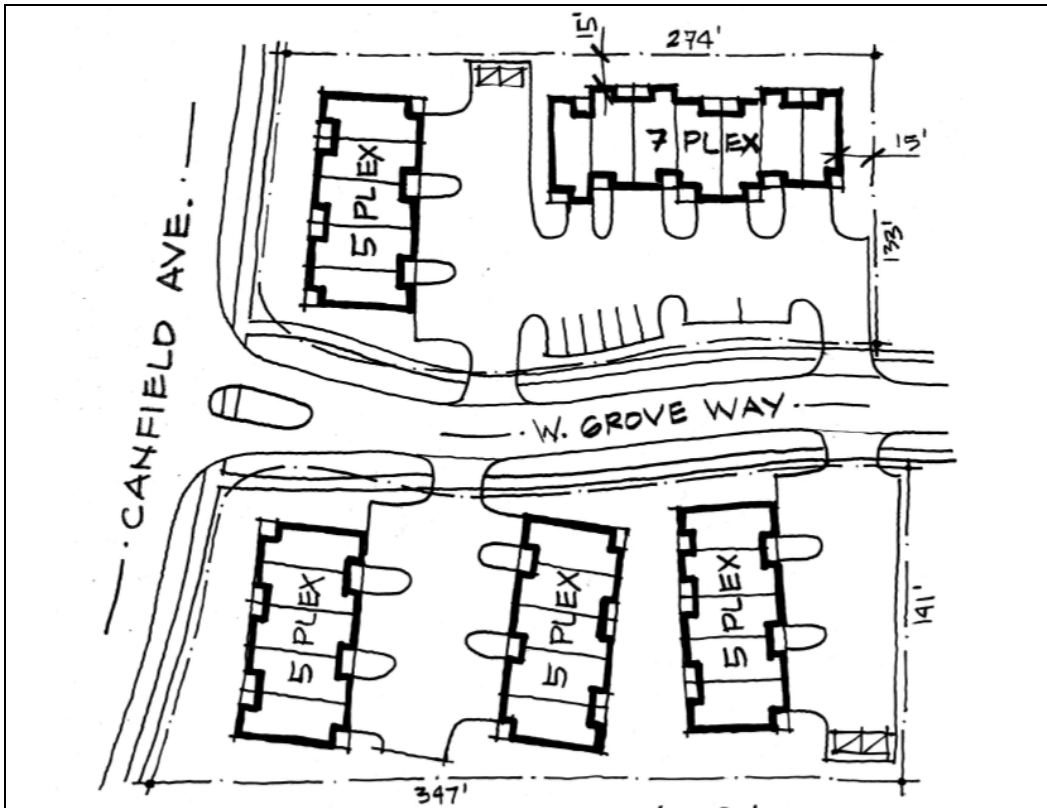 15'
274'
7 PLEX
15'
5 PLEX
133'
· CANFIELD AVE. ·
· W. GROVE WAY ·
5 PLEX
5 PLEX
5 PLEX
141'
347'